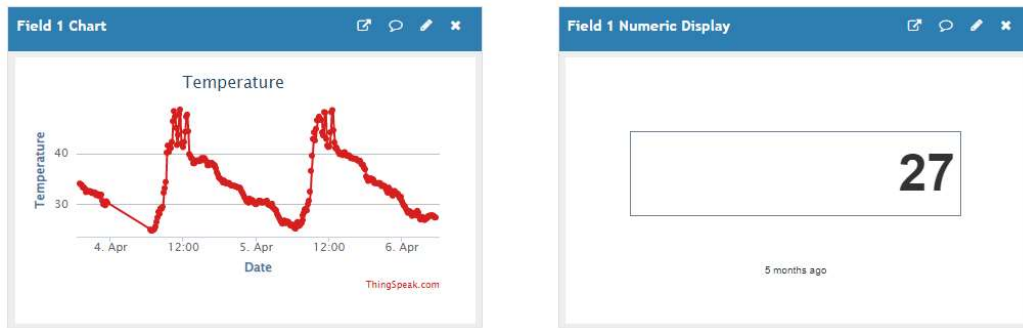 Field 1 Chart
Temperature
Temperature
40
30
4. Apr 12:00 5. Apr 12:00 6. Apr
Date
ThingSpeak.com
Field 1 Numeric Display
27
5 months ago